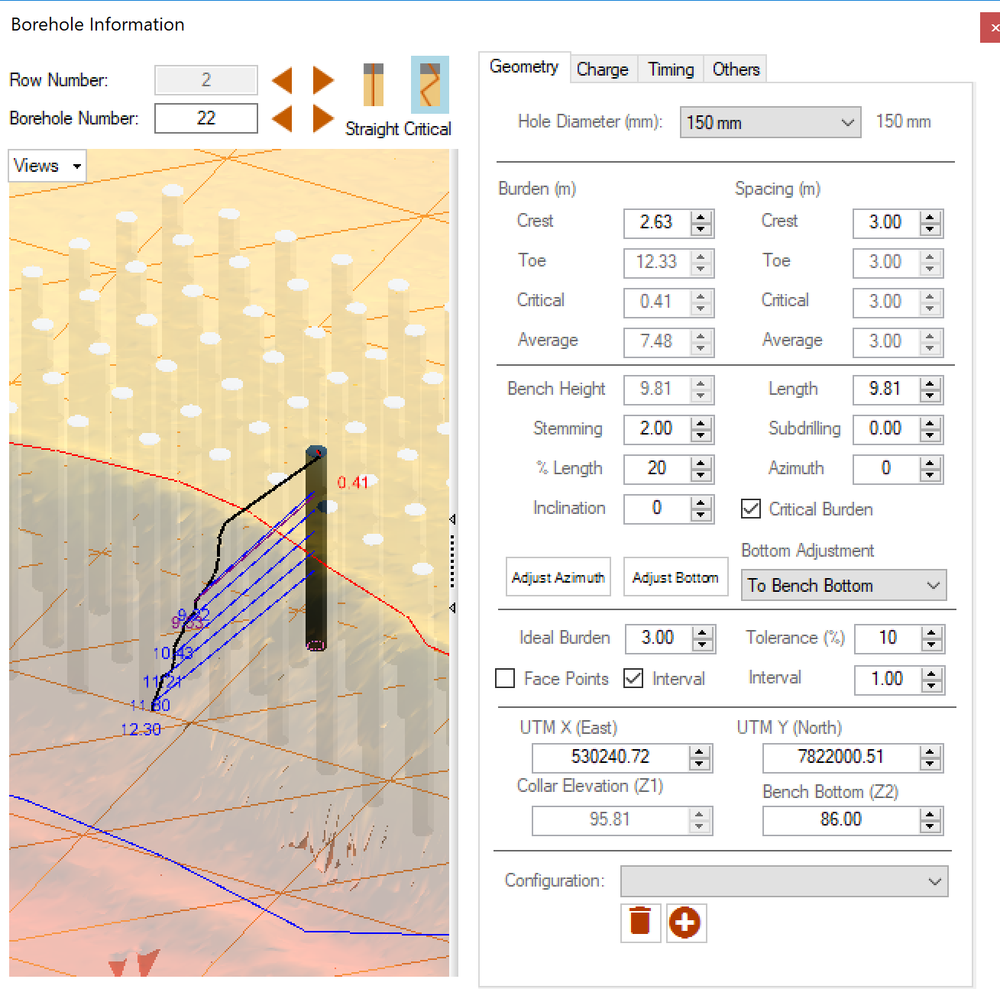 Borehole Information
Row Number: 2
Borehole Number: 22
Straight Critical
Views
0.41
9.53
10.43
11.21
11.80
12.30
Geometry Charge Timing Others
Hole Diameter (mm): 150 mm 150 mm
Burden (m) Spacing (m)
Crest 2.63 Crest 3.00
Toe 12.33 Toe 3.00
Critical 0.41 Critical 3.00
Average 7.48 Average 3.00
Bench Height 9.81 Length 9.81
Stemming 2.00 Subdrilling 0.00
% Length 20 Azimuth 0
Inclination 0 Critical Burden
Bottom Adjustment
Adjust Azimuth Adjust Bottom To Bench Bottom
Ideal Burden 3.00 Tolerance (%) 10
Face Points Interval Interval 1.00
UTM X (East) UTM Y (North)
530240.72 7822000.51
Collar Elevation (Z1) Bench Bottom (Z2)
95.81 86.00
Configuration: